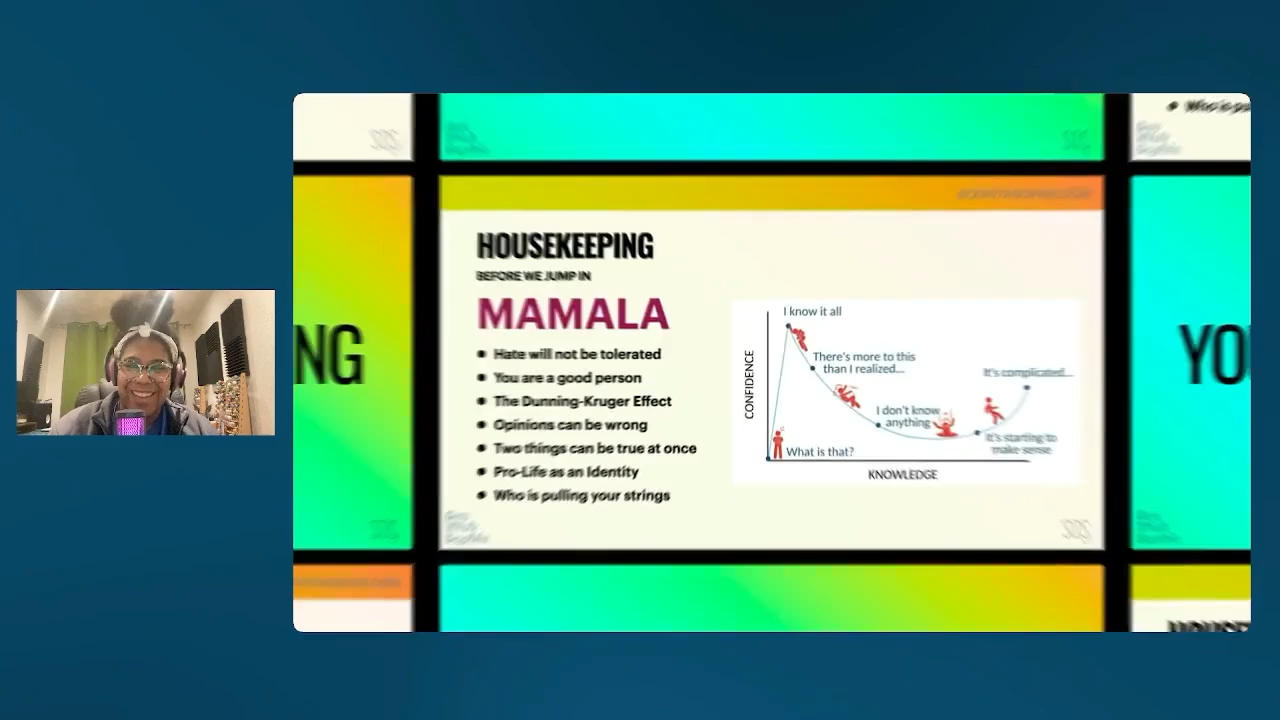 Who is
NG
HOUSEKEEPING
BEFORE WE JUMP IN
MAMALA
Hate will not be tolerated
You are a good person
The Dunning-Kruger Effect
Opinions can be wrong
Two things can be true at once
Pro-Life as an Identity
Who is pulling your strings
CONFIDENCE
I know it all
There's more to this
than I realized...
I don't know
anything
It's complicated...
It's starting to
make sense
What is that?
KNOWLEDGE
SQS
YO